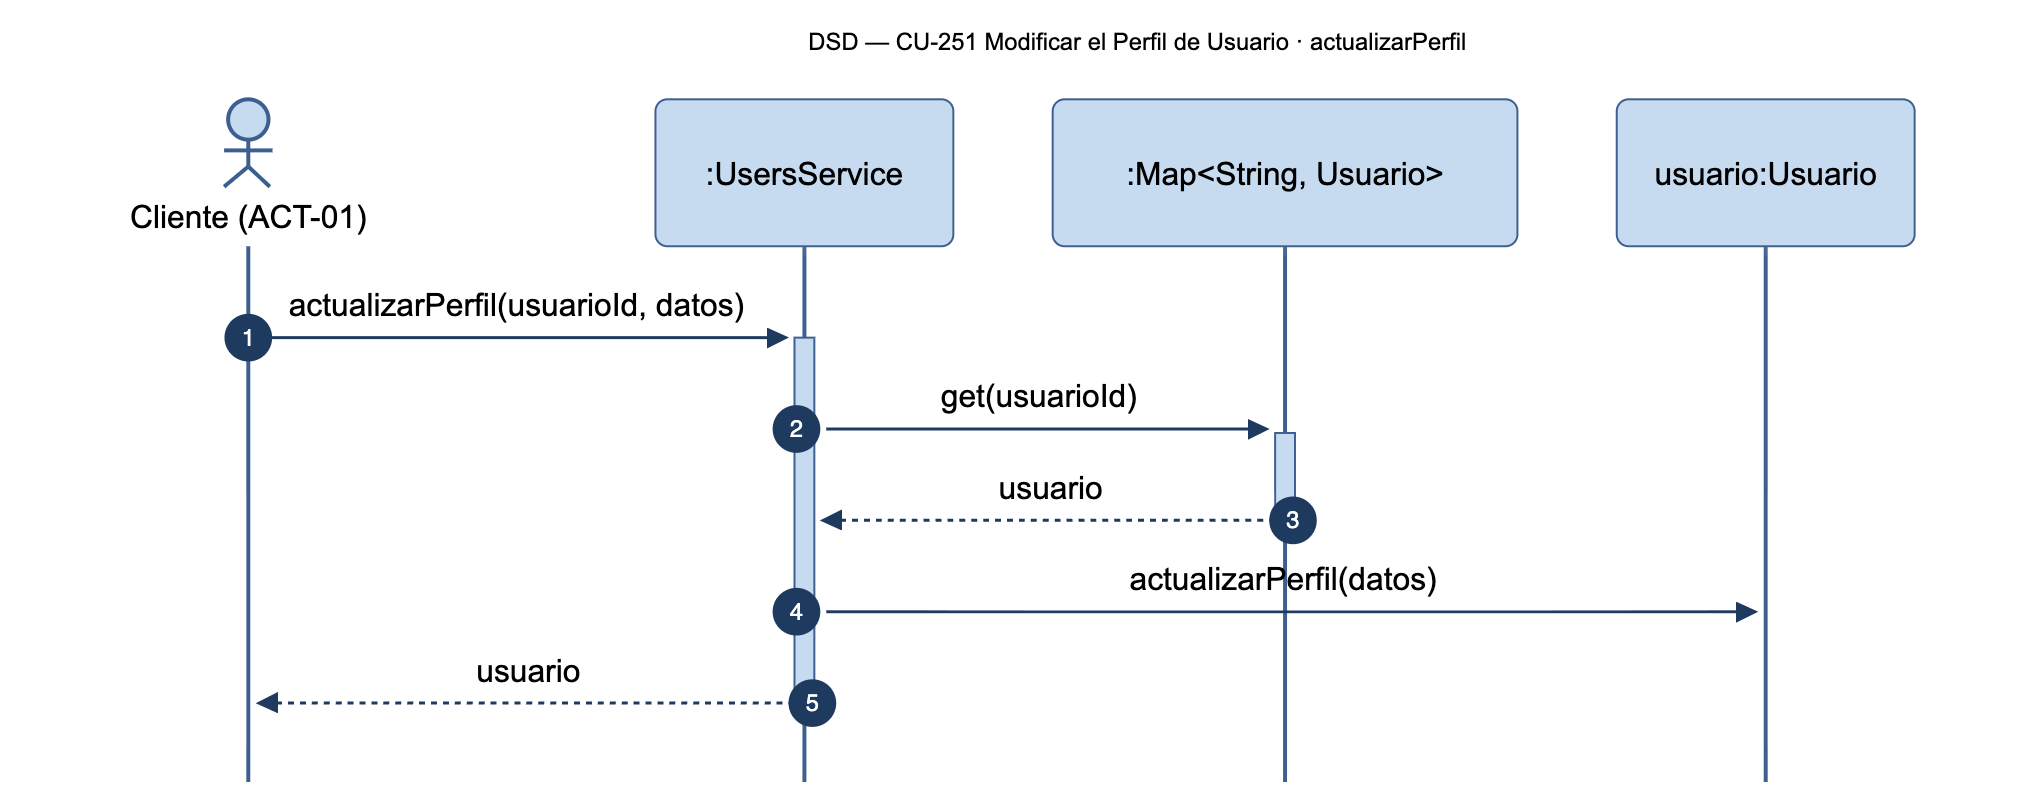 DSD — CU-251 Modificar el Perfil de Usuario · actualizarPerfil
Cliente (ACT-01)
:UsersService
:Map<String, Usuario>
usuario:Usuario
actualizarPerfil(usuarioId, datos)
1
get(usuarioId)
2
usuario
3
actualizarPerfil(datos)
4
usuario
5